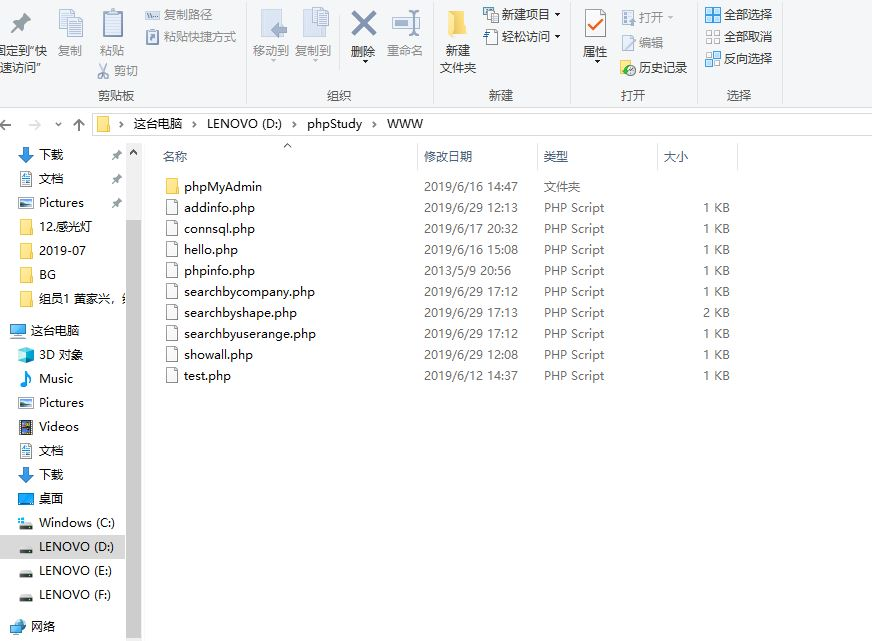 复制路径
新建项目
打开
全部选择
固定到"快
速访问"
复制
粘贴
粘贴快捷方式
剪切
移动到
复制到
删除
重命名
新建
文件夹
轻松访问
属性
编辑
历史记录
全部取消
反向选择
剪贴板
组织
新建
打开
选择
这台电脑 > LENOVO (D:) > phpStudy > WWW
下载
文档
Pictures
12.感光灯
2019-07
BG
组员1 黄家兴,
这台电脑
3D 对象
Music
Pictures
Videos
文档
下载
桌面
Windows (C:)
LENOVO (D:)
LENOVO (E:)
LENOVO (F:)
网络
名称 修改日期 类型 大小
phpMyAdmin 2019/6/16 14:47 文件夹
addinfo.php 2019/6/29 12:13 PHP Script 1 KB
connsql.php 2019/6/17 20:32 PHP Script 1 KB
hello.php 2019/6/16 15:08 PHP Script 1 KB
phpinfo.php 2013/5/9 20:56 PHP Script 1 KB
searchbycompany.php 2019/6/29 17:12 PHP Script 1 KB
searchbyshape.php 2019/6/29 17:13 PHP Script 2 KB
searchbyuserange.php 2019/6/29 17:12 PHP Script 1 KB
showall.php 2019/6/29 12:08 PHP Script 1 KB
test.php 2019/6/12 14:37 PHP Script 1 KB